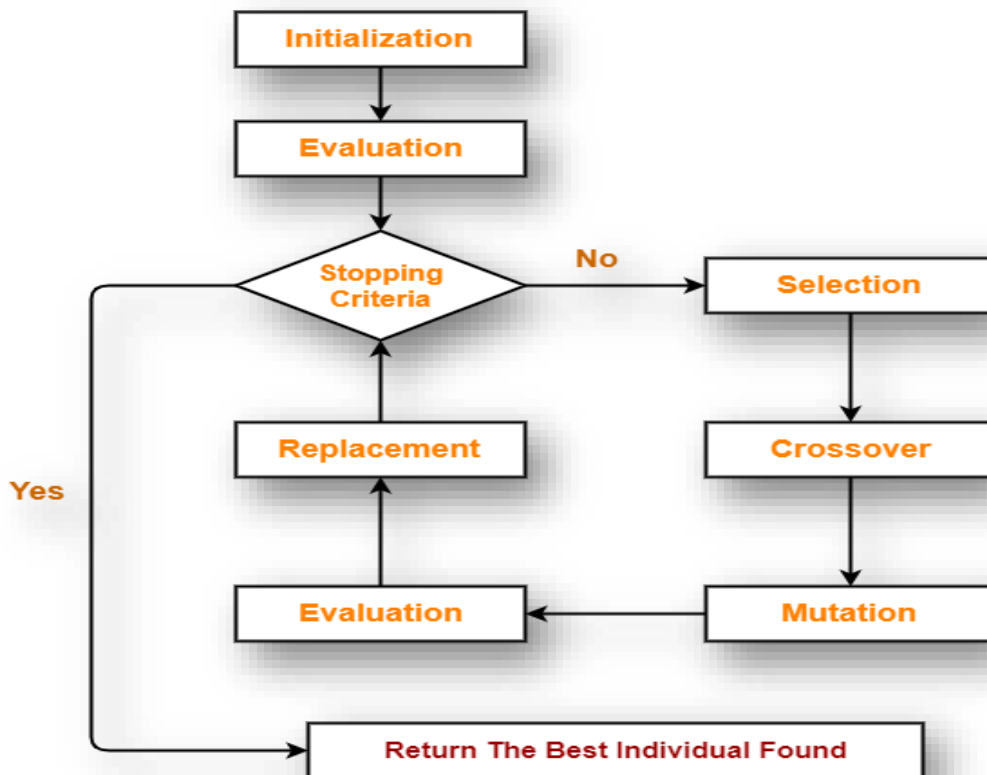 Initialization
Evaluation
Stopping
Criteria
No
Selection
Replacement
Crossover
Yes
Evaluation
Mutation
Return The Best Individual Found